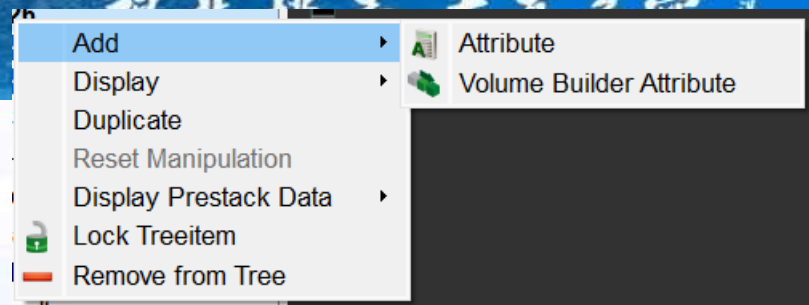 Add
Display
Duplicate
Reset Manipulation
Display Prestack Data
Lock Treeitem
Remove from Tree
Attribute
Volume Builder Attribute